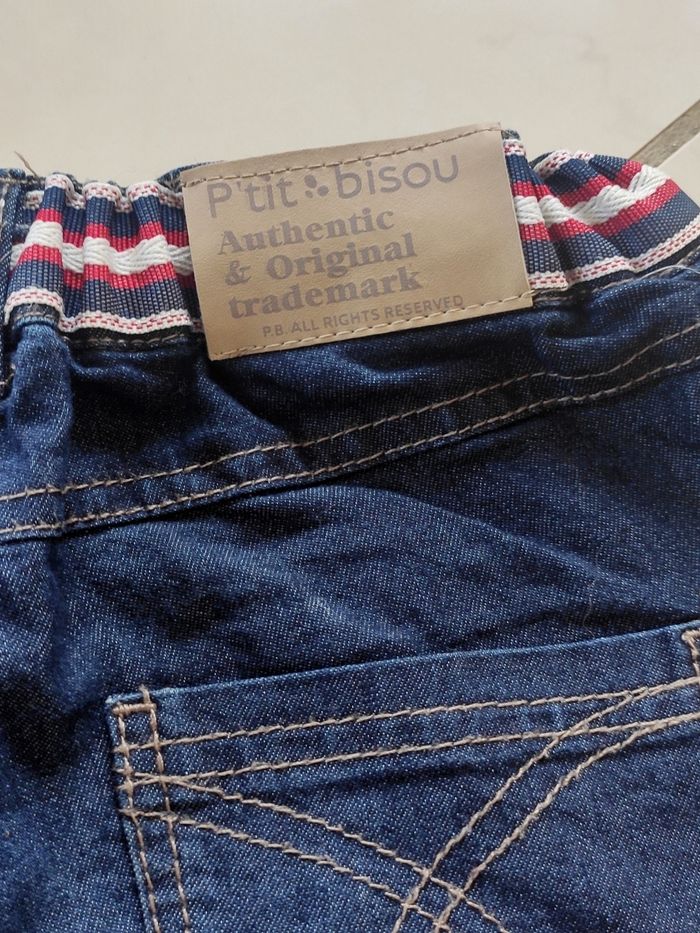 P'tit bisou
Authentic
& Original
trademark
P.B. ALL RIGHTS RESERVED